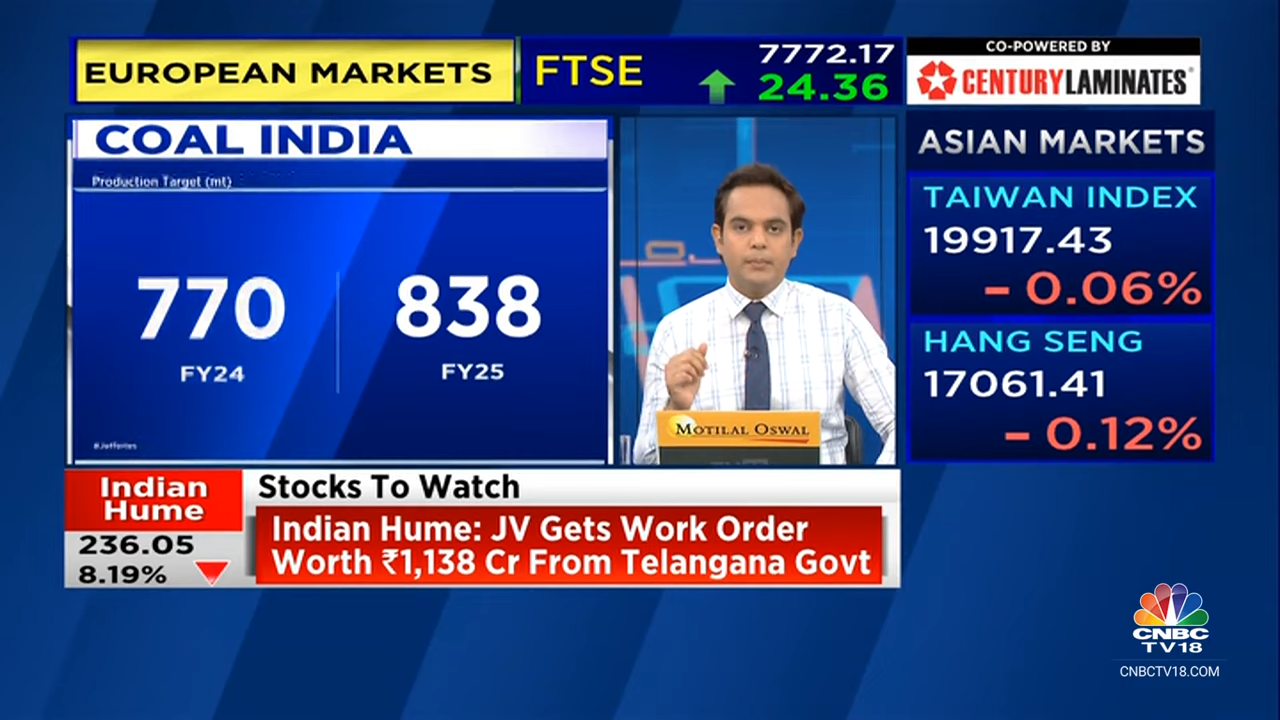 EUROPEAN MARKETS
FTSE
7772.17
24.36
CO-POWERED BY
CENTURYLAMINATES®
COAL INDIA
Production Target (mt)
770
FY24
838
FY25
#Jefferies
MOTILAL OSWAL
ASIAN MARKETS
TAIWAN INDEX
19917.43
– 0.06%
HANG SENG
17061.41
– 0.12%
Indian
Hume
236.05
8.19%
Stocks To Watch
Indian Hume: JV Gets Work Order
Worth ₹1,138 Cr From Telangana Govt
CNBC
TV18
CNBCTV18.COM